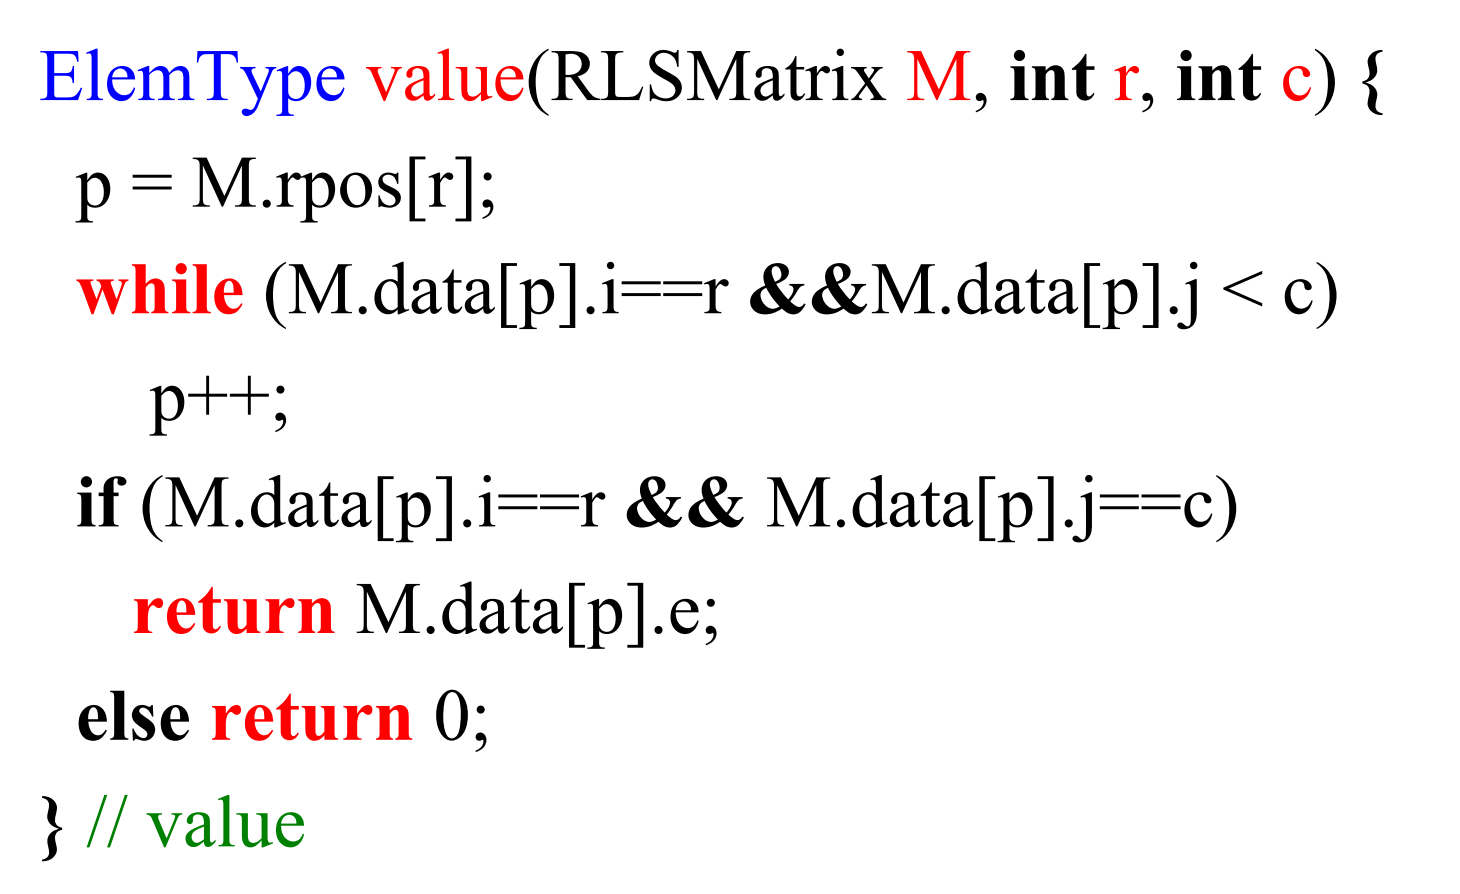 ElemType value(RLSMatrix M, int r, int c) {
p = M.rpos[r];
while (M.data[p].i==r &&M.data[p].j < c)
p++;
if (M.data[p].i==r && M.data[p].j==c)
return M.data[p].e;
else return 0;
} // value